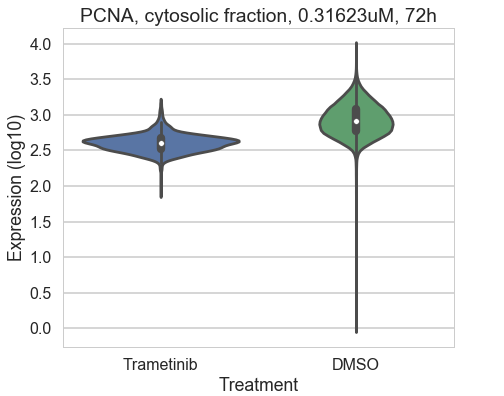 PCNA, cytosolic fraction, 0.31623uM, 72h
4.0
3.5
3.0
2.5
2.0
1.5
1.0
0.5
0.0
Expression (log10)
Trametinib DMSO
Treatment